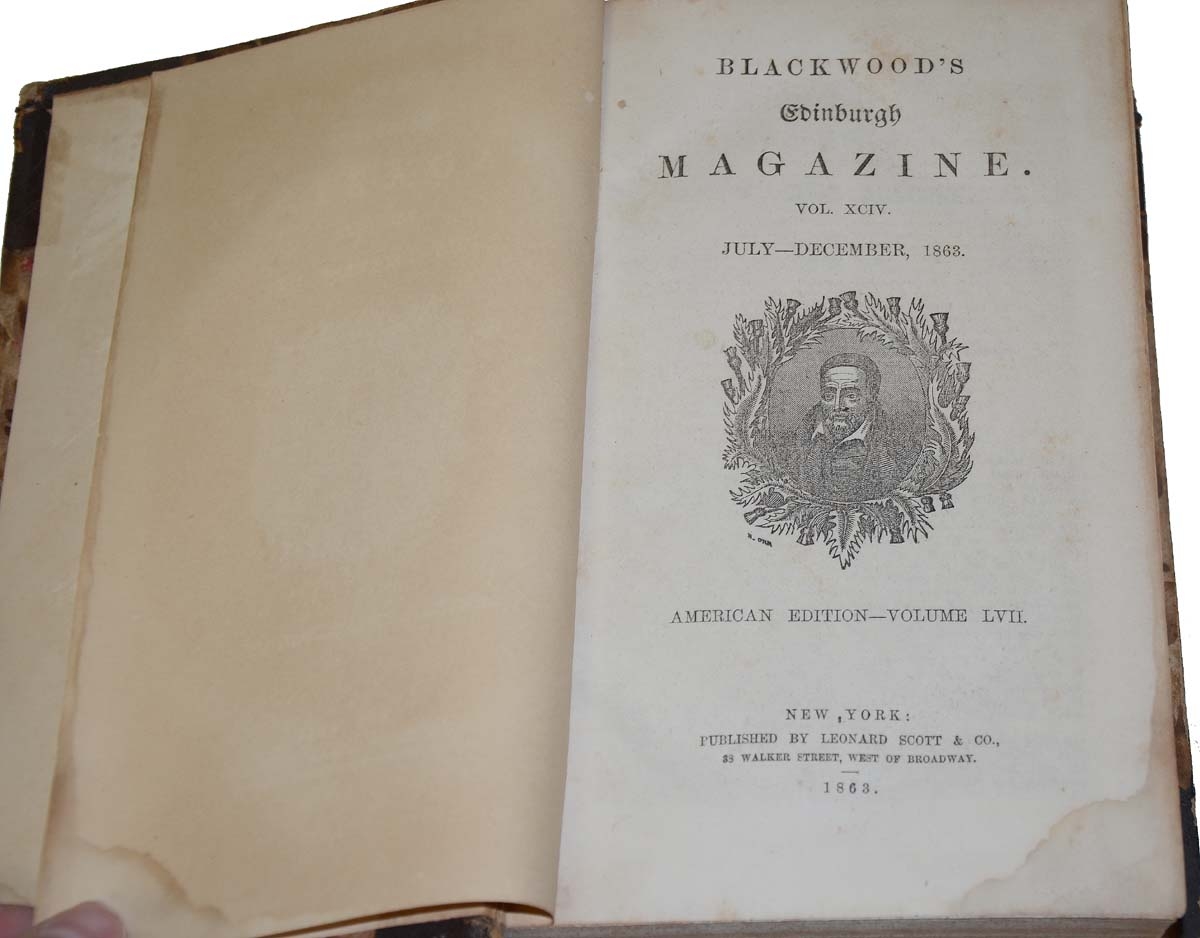 BLACKWOOD'S
Edinburgh
MAGAZINE.
VOL. XCIV.
JULY—DECEMBER, 1863.
R. ORR
AMERICAN EDITION—VOLUME LVII.
NEW YORK:
PUBLISHED BY LEONARD SCOTT & CO.,
38 WALKER STREET, WEST OF BROADWAY.
1863.